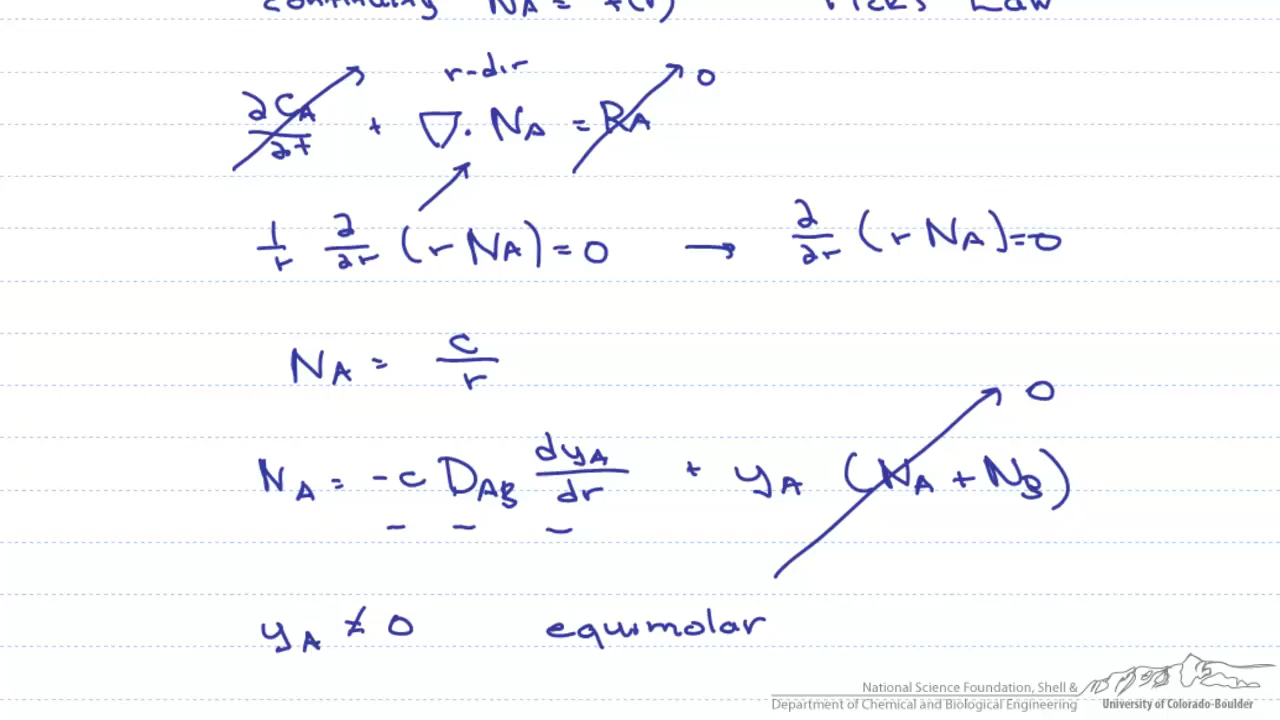 continuity N_A = f(r) Fick's Law
r-dir
∂C_A/∂t + ∇· N_A = R_A 0
1/r ∂/∂r (r N_A) = 0 → ∂/∂r (r N_A) = 0
N_A = c/r
0
N_A = -c D_AB dy_A/dr + y_A (N_A + N_B)
y_A ≠ 0 equimolar
National Science Foundation, Shell &
Department of Chemical and Biological Engineering University of Colorado-Boulder